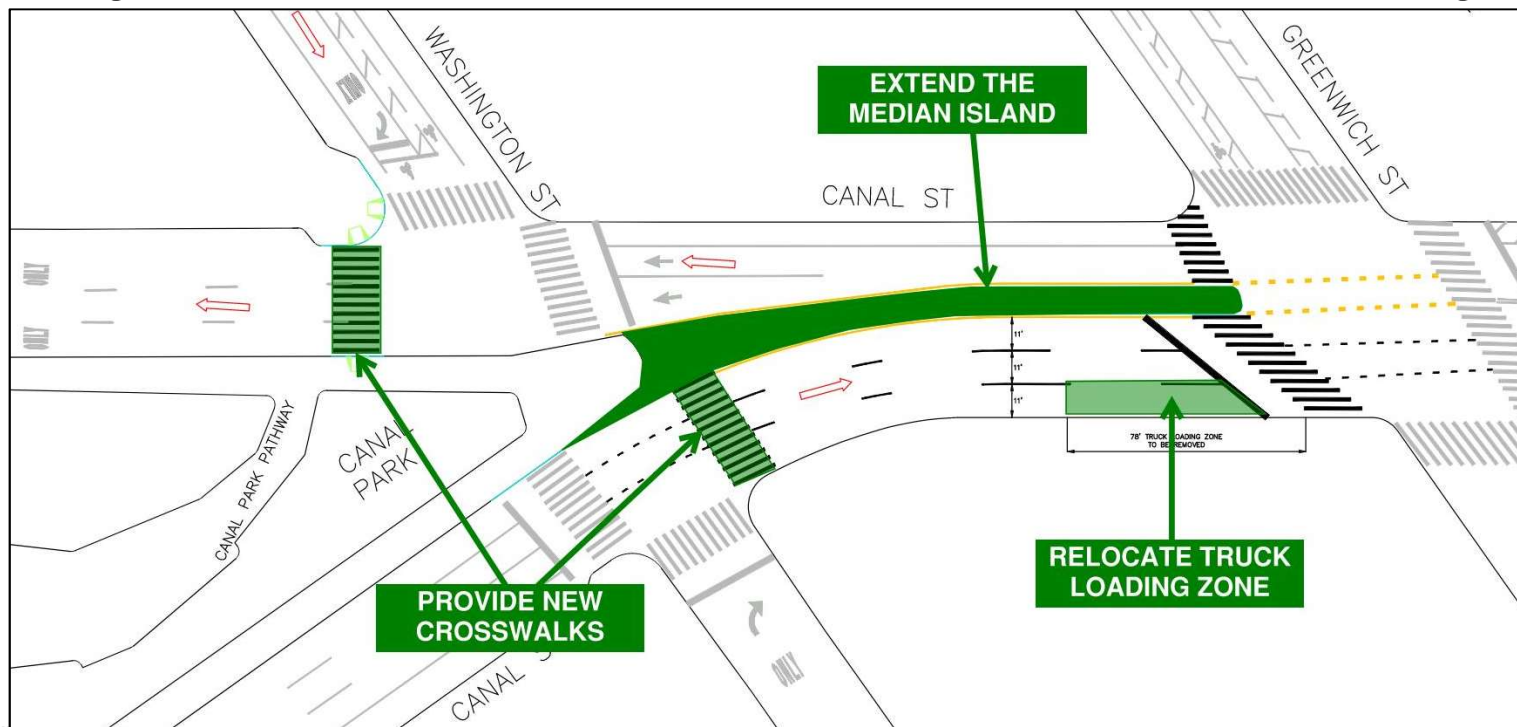 WASHINGTON ST
GREENWICH ST
EXTEND THE
MEDIAN ISLAND
CANAL ST
ONLY
ONLY
ONLY
11'
11'
11'
78' TRUCK LOADING ZONE
TO BE REMOVED
CANAL
PARK
CANAL PARK PATHWAY
RELOCATE TRUCK
LOADING ZONE
PROVIDE NEW
CROSSWALKS
CANAL S
ONLY